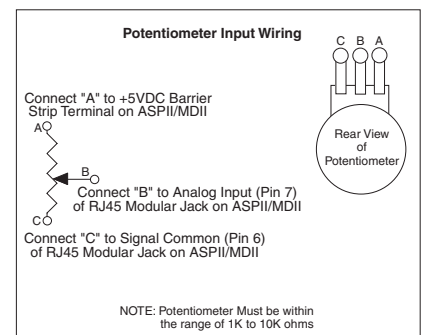 Potentiometer Input Wiring
C B A
Connect "A" to +5VDC Barrier
Strip Terminal on ASPII/MDII
A
Rear View
of
Potentiometer
B
Connect "B" to Analog Input (Pin 7)
of RJ45 Modular Jack on ASPII/MDII
C
Connect "C" to Signal Common (Pin 6)
of RJ45 Modular Jack on ASPII/MDII
NOTE: Potentiometer Must be within
the range of 1K to 10K ohms